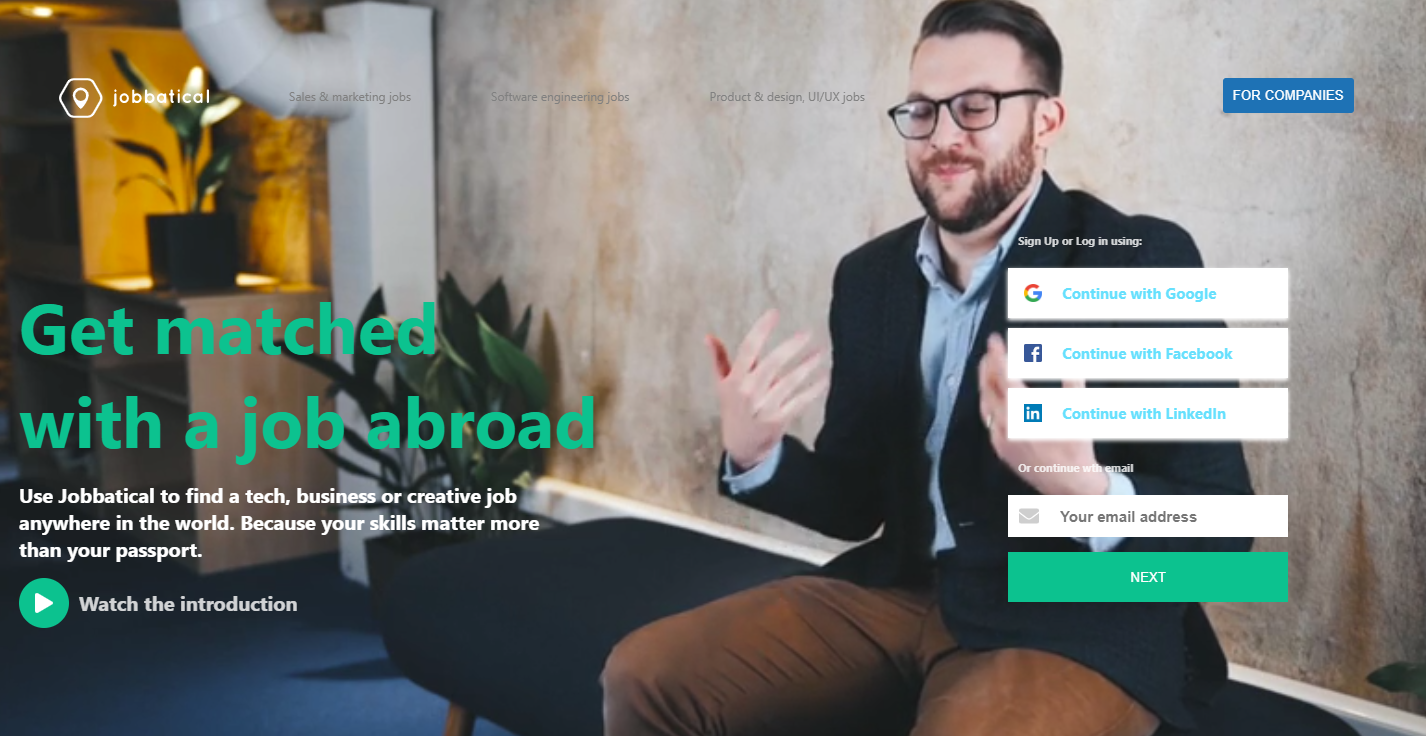 jobbatical
Sales & marketing jobs
Software engineering jobs
Product & design, UI/UX jobs
FOR COMPANIES
Get matched
with a job abroad
Use Jobbatical to find a tech, business or creative job
anywhere in the world. Because your skills matter more
than your passport.
Watch the introduction
Sign Up or Log in using:
Continue with Google
Continue with Facebook
Continue with LinkedIn
Or continue wth email
Your email address
NEXT